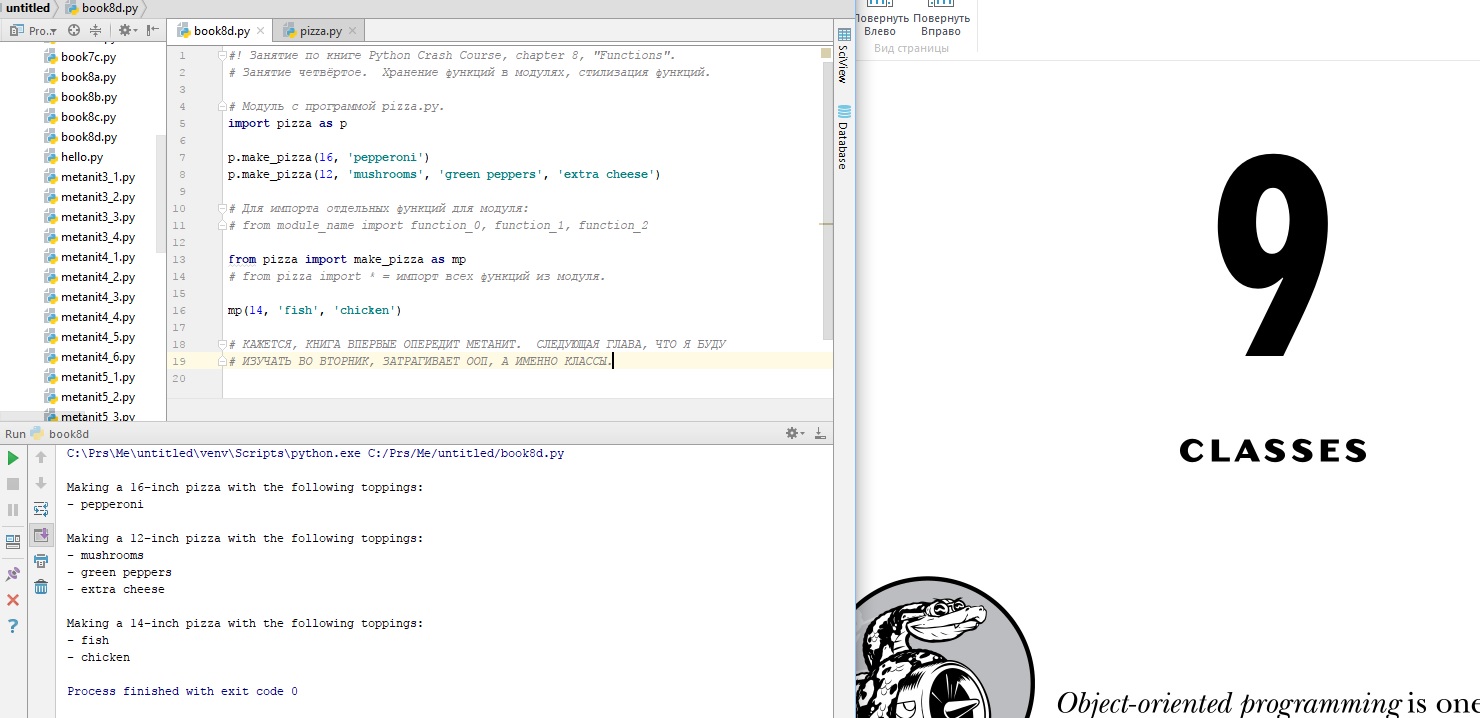 untitled
book8d.py
Pro..
book7c.py
book8a.py
book8b.py
book8c.py
book8d.py
hello.py
metanit3_1.py
metanit3_2.py
metanit3_3.py
metanit3_4.py
metanit4_1.py
metanit4_2.py
metanit4_3.py
metanit4_4.py
metanit4_5.py
metanit4_6.py
metanit5_1.py
metanit5_2.py
metanit5_3.py
book8d.py
pizza.py
1 #! Занятие по книге Python Crash Course, chapter 8, "Functions".
2 # Занятие четвёртое.  Хранение функций в модулях, стилизация функций.
3
4 # Модуль с программой pizza.py.
5 import pizza as p
6
7 p.make_pizza(16, 'pepperoni')
8 p.make_pizza(12, 'mushrooms', 'green peppers', 'extra cheese')
9
10 # Для импорта отдельных функций для модуля:
11 # from module_name import function_0, function_1, function_2
12
13 from pizza import make_pizza as mp
14 # from pizza import * = импорт всех функций из модуля.
15
16 mp(14, 'fish', 'chicken')
17
18 # КАЖЕТСЯ, КНИГА ВПЕРВЫЕ ОПЕРЕДИТ МЕТАНИТ.  СЛЕДУЮЩАЯ ГЛАВА, ЧТО Я БУДУ
19 # ИЗУЧАТЬ ВО ВТОРНИК, ЗАТРАГИВАЕТ ООП, А ИМЕННО КЛАССЫ.
20
SciView
Database
Run book8d
C:\Prs\Me\untitled\venv\Scripts\python.exe C:/Prs/Me/untitled/book8d.py
Making a 16-inch pizza with the following toppings:
- pepperoni
Making a 12-inch pizza with the following toppings:
- mushrooms
- green peppers
- extra cheese
Making a 14-inch pizza with the following toppings:
- fish
- chicken
Process finished with exit code 0
Повернуть Влево
Повернуть Вправо
Вид страницы
9
CLASSES
Object-oriented programming is one